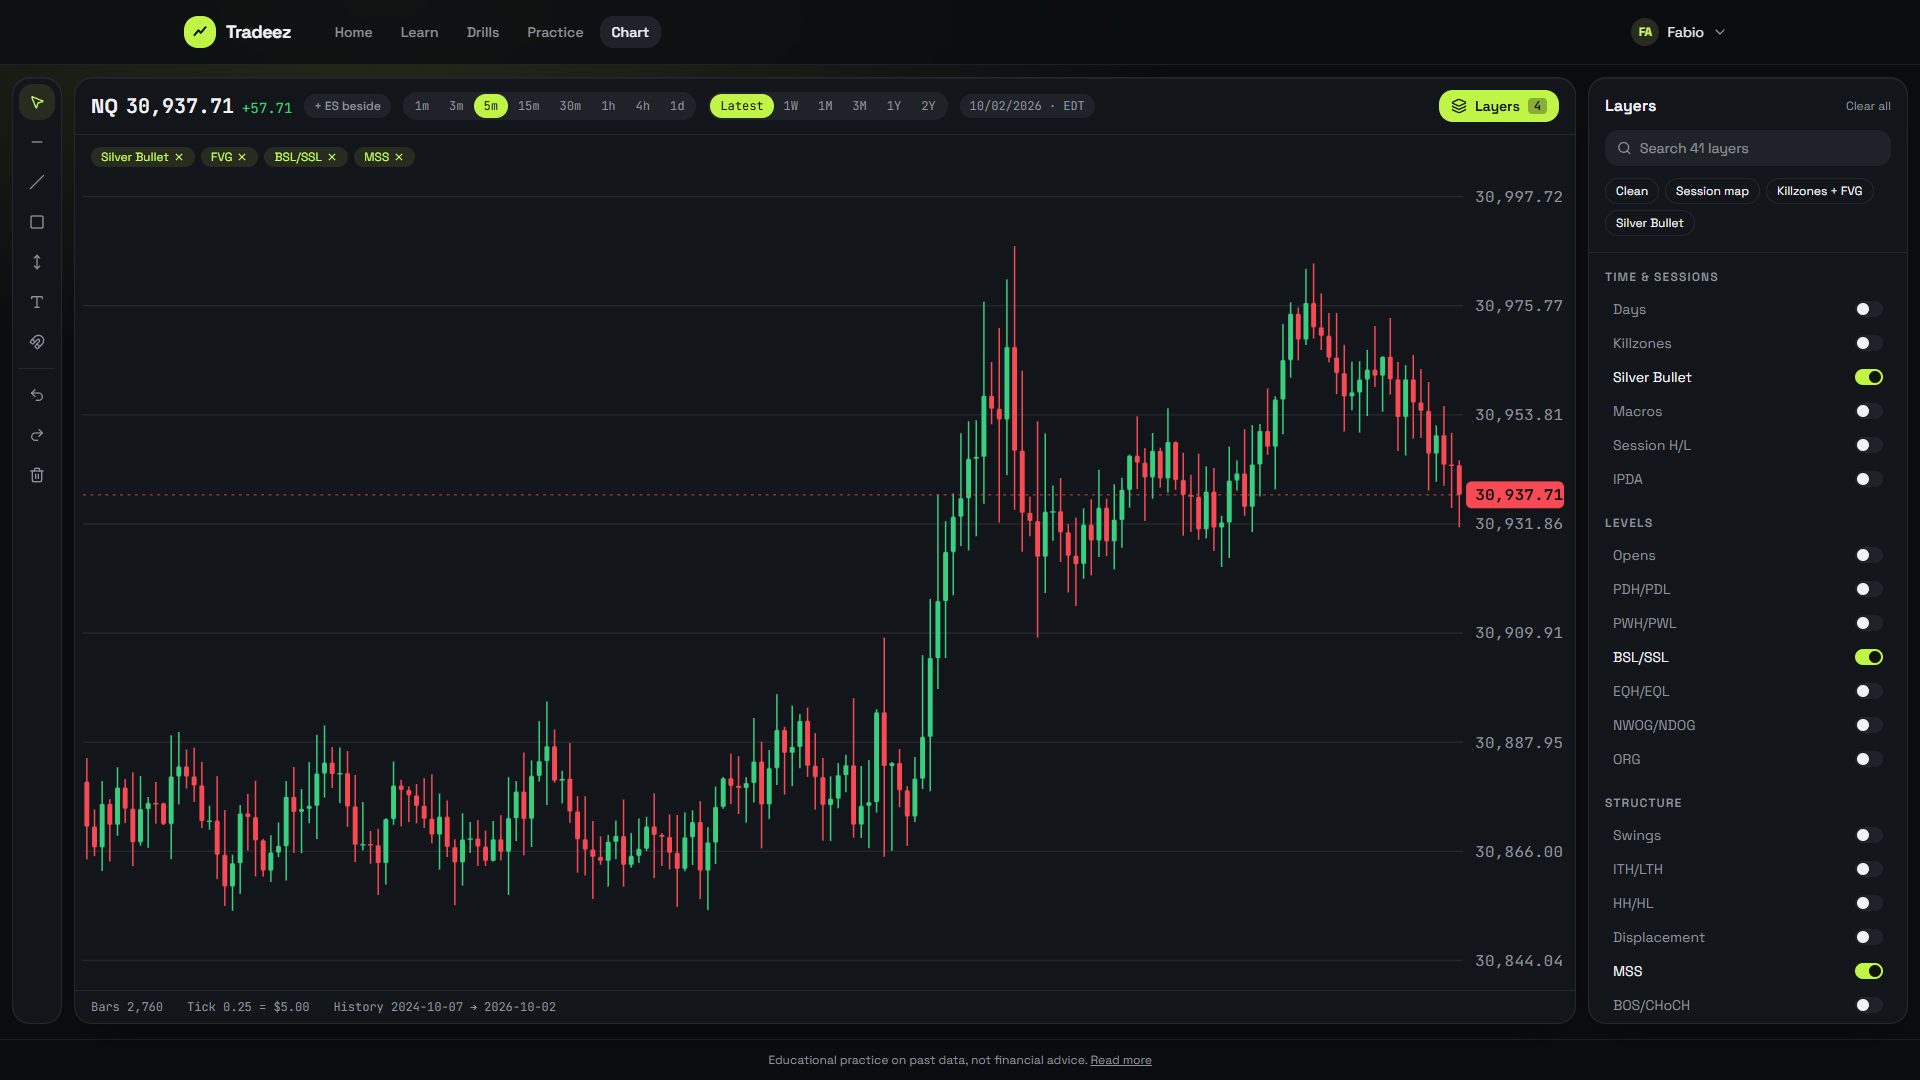 Tradeez
Home
Learn
Drills
Practice
Chart
FA
Fabio
NQ 30,937.71 +57.71
+ ES beside
1m 3m 5m 15m 30m 1h 4h 1d
Latest 1W 1M 3M 1Y 2Y
10/02/2026 · EDT
Layers 4
Silver Bullet ×
FVG ×
BSL/SSL ×
MSS ×
30,997.72
30,975.77
30,953.81
30,937.71
30,931.86
30,909.91
30,887.95
30,866.00
30,844.04
Bars 2,760
Tick 0.25 = $5.00
History 2024-10-07 → 2026-10-02
Layers
Clear all
Search 41 layers
Clean
Session map
Killzones + FVG
Silver Bullet
TIME & SESSIONS
Days
Killzones
Silver Bullet
Macros
Session H/L
IPDA
LEVELS
Opens
PDH/PDL
PWH/PWL
BSL/SSL
EQH/EQL
NWOG/NDOG
ORG
STRUCTURE
Swings
ITH/LTH
HH/HL
Displacement
MSS
BOS/CHoCH
Educational practice on past data, not financial advice. Read more